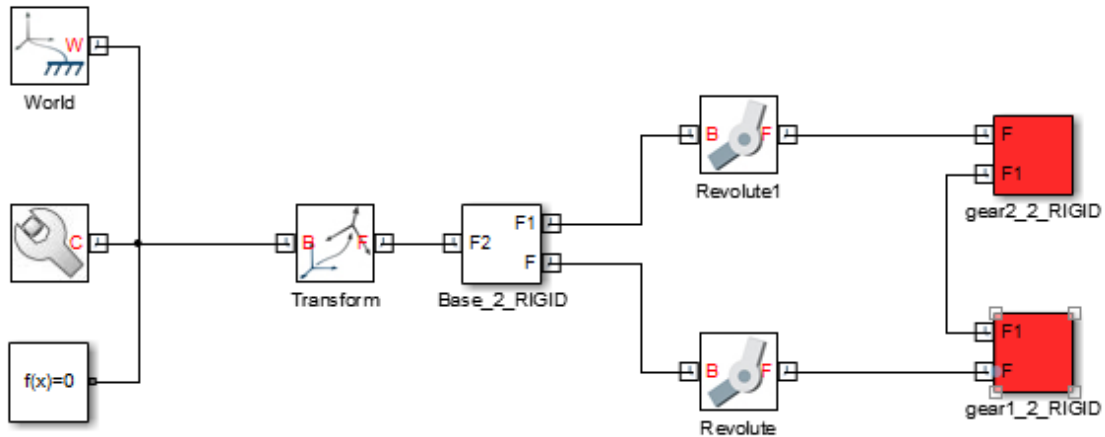 W
World
C
f(x)=0
B F
Transform
F2 F1
F
Base_2_RIGID
B F
Revolute1
B F
Revolute
F
F1
gear2_2_RIGID
F1
F
gear1_2_RIGID